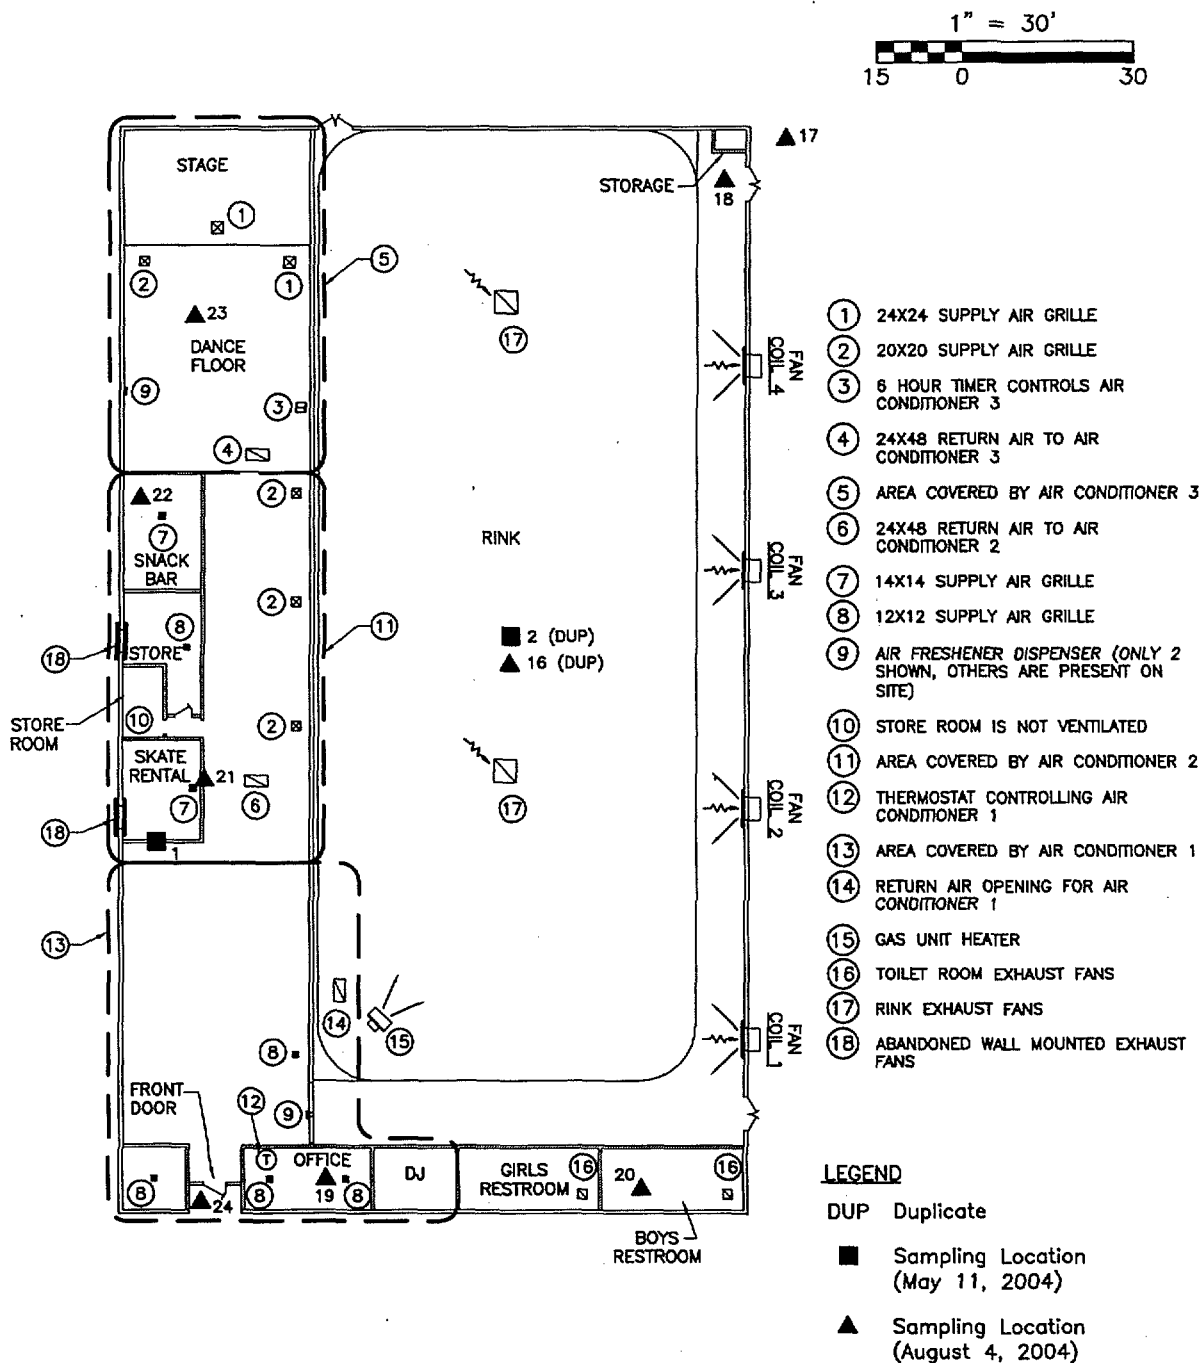 1" = 30'
15 0 30
17
STAGE
STORAGE
18
1
2
1
5
23
DANCE
FLOOR
17
9
3
4
FAN
COIL 4
22
2
7
SNACK
BAR
RINK
2
FAN
COIL 3
8
11
2 (DUP)
16 (DUP)
18
STORE
10
2
STORE
ROOM
SKATE
RENTAL
21
7
6
17
FAN
COIL 2
18
1
13
14
15
8
FAN
COIL 1
FRONT
DOOR
12
9
T
OFFICE
DJ
GIRLS
RESTROOM
16
20
16
8
24
8
19
8
BOYS
RESTROOM
1 24X24 SUPPLY AIR GRILLE
2 20X20 SUPPLY AIR GRILLE
3 6 HOUR TIMER CONTROLS AIR
CONDITIONER 3
4 24X48 RETURN AIR TO AIR
CONDITIONER 3
5 AREA COVERED BY AIR CONDITIONER 3
6 24X48 RETURN AIR TO AIR
CONDITIONER 2
7 14X14 SUPPLY AIR GRILLE
8 12X12 SUPPLY AIR GRILLE
9 AIR FRESHENER DISPENSER (ONLY 2
SHOWN, OTHERS ARE PRESENT ON
SITE)
10 STORE ROOM IS NOT VENTILATED
11 AREA COVERED BY AIR CONDITIONER 2
12 THERMOSTAT CONTROLLING AIR
CONDITIONER 1
13 AREA COVERED BY AIR CONDITIONER 1
14 RETURN AIR OPENING FOR AIR
CONDITIONER 1
15 GAS UNIT HEATER
16 TOILET ROOM EXHAUST FANS
17 RINK EXHAUST FANS
18 ABANDONED WALL MOUNTED EXHAUST
FANS
LEGEND
DUP Duplicate
Sampling Location
(May 11, 2004)
Sampling Location
(August 4, 2004)